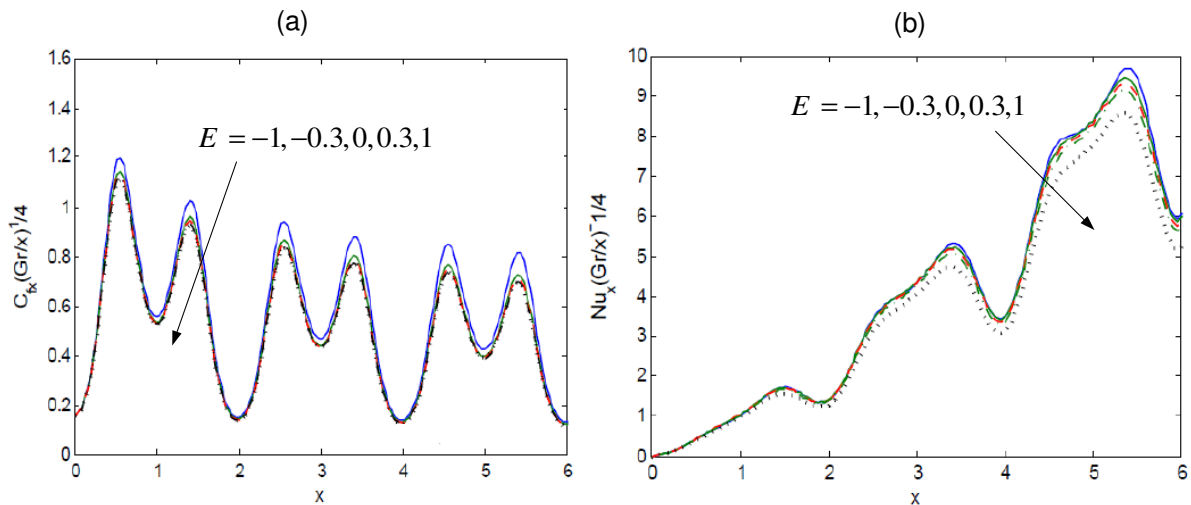 (a)
1.6
1.4
1.2
1
0.8
0.6
0.4
0.2
0
C_fx(Gr/x)^1/4
E = −1, −0.3, 0, 0.3, 1
0 1 2 3 4 5 6
x
(b)
10
9
8
7
6
5
4
3
2
1
0
Nu_x(Gr/x)^-1/4
E = −1, −0.3, 0, 0.3, 1
0 1 2 3 4 5 6
x